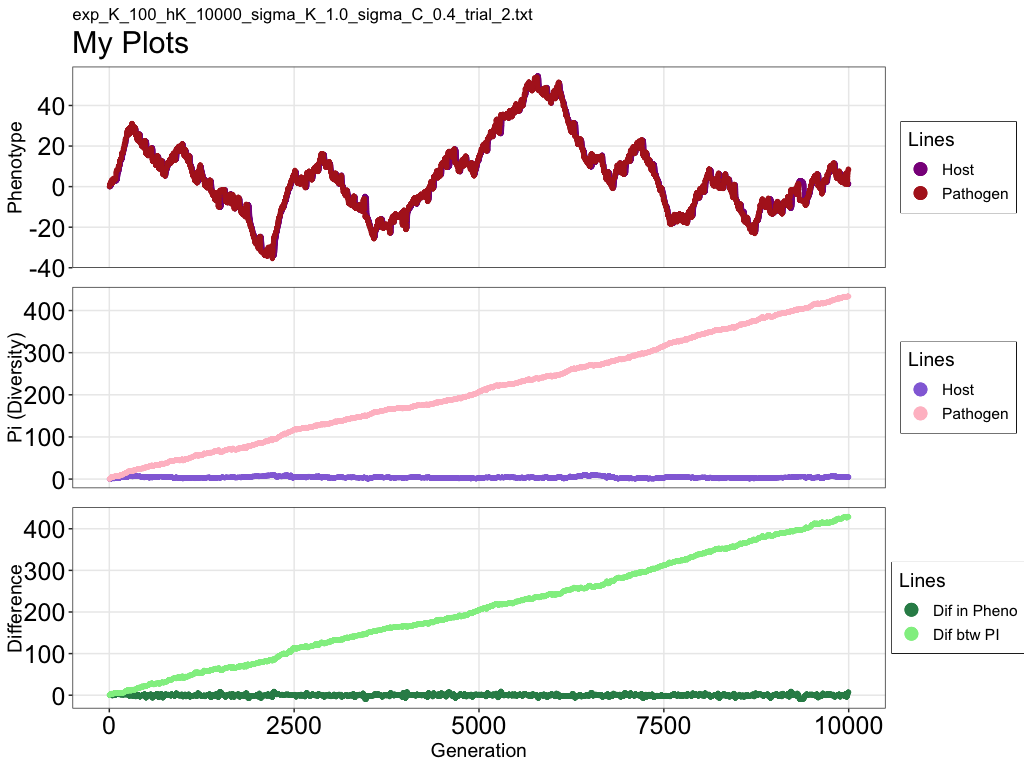 exp_K_100_hK_10000_sigma_K_1.0_sigma_C_0.4_trial_2.txt
My Plots
Phenotype
40
20
0
-20
-40
Lines
Host
Pathogen
Pi (Diversity)
400
300
200
100
0
Lines
Host
Pathogen
Difference
400
300
200
100
0
Lines
Dif in Pheno
Dif btw PI
0 2500 5000 7500 10000
Generation